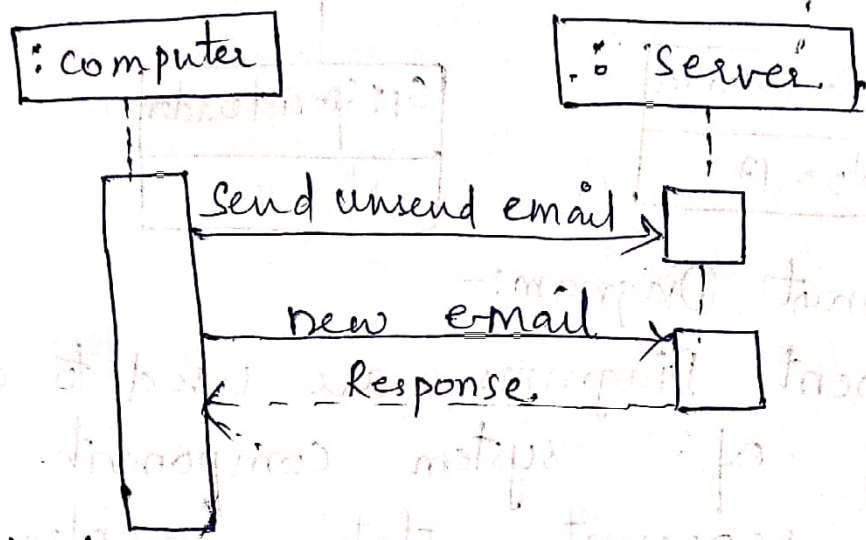 : computer
: Server
Send unsend email
new email
Response